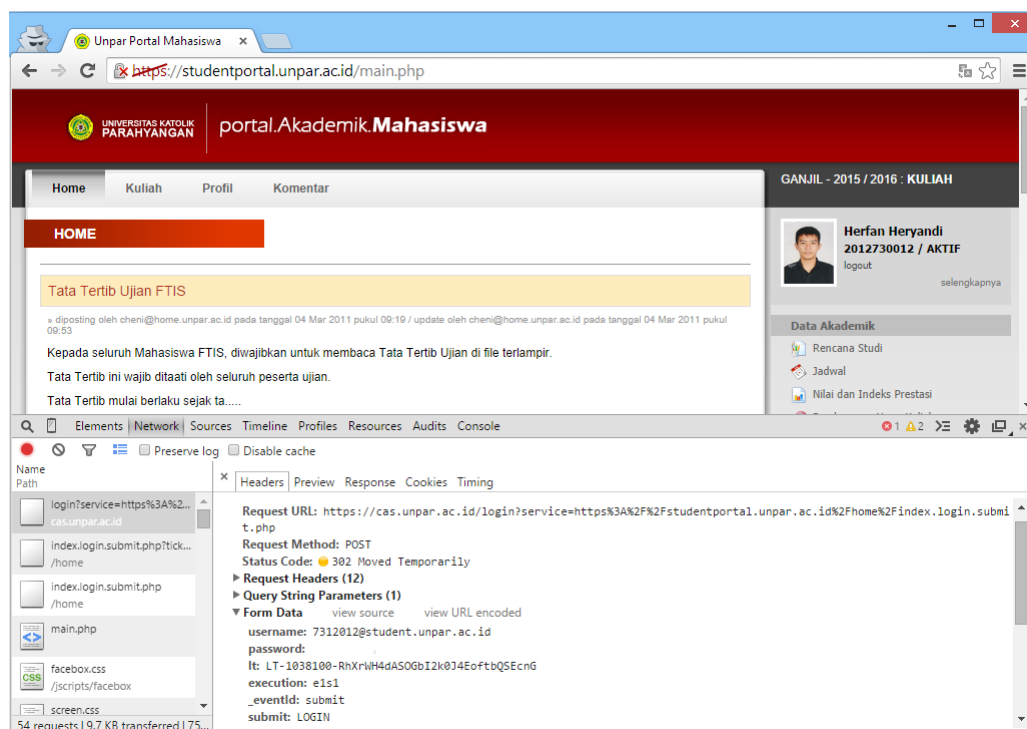 Unpar Portal Mahasiswa
https://studentportal.unpar.ac.id/main.php
UNIVERSITAS KATOLIK
PARAHYANGAN
portal.Akademik.Mahasiswa
Home Kuliah Profil Komentar
GANJIL - 2015 / 2016 : KULIAH
HOME
Herfan Heryandi
2012730012 / AKTIF
logout
selengkapnya
Tata Tertib Ujian FTIS
» diposting oleh cheni@home.unpar.ac.id pada tanggal 04 Mar 2011 pukul 09:19 / update oleh cheni@home.unpar.ac.id pada tanggal 04 Mar 2011 pukul
09:53
Kepada seluruh Mahasiswa FTIS, diwajibkan untuk membaca Tata Tertib Ujian di file terlampir.
Tata Tertib ini wajib ditaati oleh seluruh peserta ujian.
Tata Tertib mulai berlaku sejak ta.....
Data Akademik
Rencana Studi
Jadwal
Nilai dan Indeks Prestasi
Elements Network Sources Timeline Profiles Resources Audits Console
1 2
Preserve log Disable cache
Name
Path
Headers Preview Response Cookies Timing
login?service=https%3A%2...
cas.unpar.ac.id
index.login.submit.php?tick...
/home
index.login.submit.php
/home
main.php
facebox.css
/jscripts/facebox
screen.css
54 requests | 9.7 KB transferred | 75...
Request URL: https://cas.unpar.ac.id/login?service=https%3A%2F%2Fstudentportal.unpar.ac.id%2Fhome%2Findex.login.submi
t.php
Request Method: POST
Status Code: 302 Moved Temporarily
Request Headers (12)
Query String Parameters (1)
Form Data view source view URL encoded
username: 7312012@student.unpar.ac.id
password:
lt: LT-1038100-RhXrWH4dASOGbI2k0J4EoftbQSEcnG
execution: e1s1
_eventId: submit
submit: LOGIN